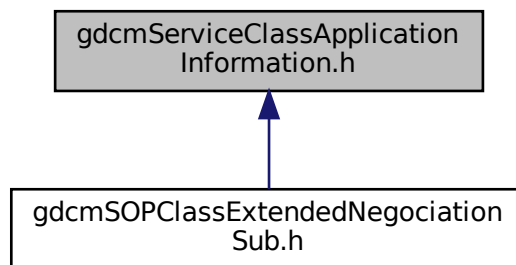 gdcmServiceClassApplication
Information.h
gdcmSOPClassExtendedNegociation
Sub.h